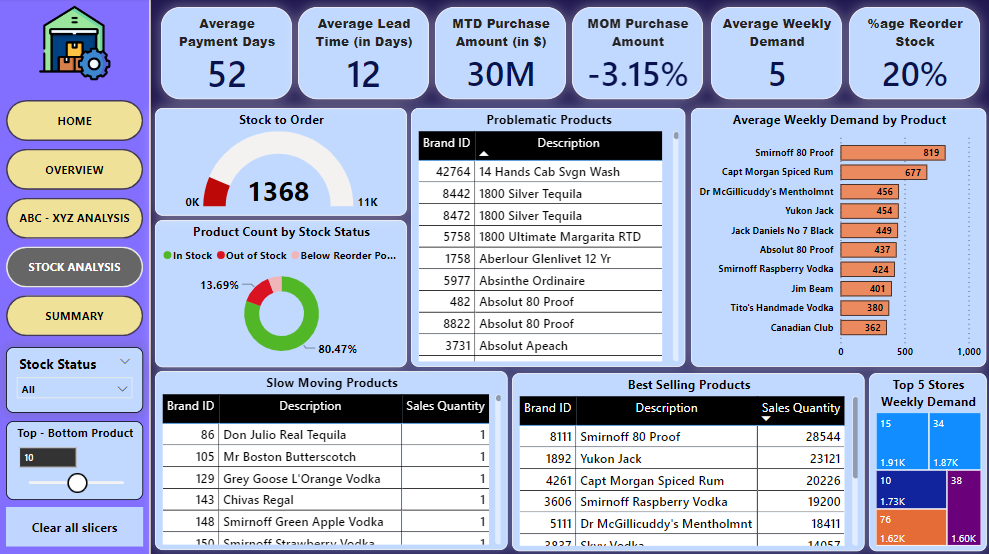 Average
Payment Days
52
Average Lead
Time (in Days)
12
MTD Purchase
Amount (in $)
30M
MOM Purchase
Amount
-3.15%
Average Weekly
Demand
5
%age Reorder
Stock
20%
HOME
OVERVIEW
ABC - XYZ ANALYSIS
STOCK ANALYSIS
SUMMARY
Stock Status
All
Top - Bottom Product
10
Clear all slicers
Stock to Order
1368
0K
11K
Product Count by Stock Status
In Stock
Out of Stock
Below Reorder Po...
13.69%
80.47%
Problematic Products
Brand ID Description
42764 14 Hands Cab Svgn Wash
8442 1800 Silver Tequila
8472 1800 Silver Tequila
5758 1800 Ultimate Margarita RTD
1758 Aberlour Glenlivet 12 Yr
5977 Absinthe Ordinaire
482 Absolut 80 Proof
8822 Absolut 80 Proof
3731 Absolut Apeach
Average Weekly Demand by Product
Smirnoff 80 Proof 819
Capt Morgan Spiced Rum 677
Dr McGillicuddy's Mentholmnt 456
Yukon Jack 454
Jack Daniels No 7 Black 449
Absolut 80 Proof 437
Smirnoff Raspberry Vodka 424
Jim Beam 401
Tito's Handmade Vodka 380
Canadian Club 362
0 500 1,000
Slow Moving Products
Brand ID Description Sales Quantity
86 Don Julio Real Tequila 1
105 Mr Boston Butterscotch 1
129 Grey Goose L'Orange Vodka 1
143 Chivas Regal 1
148 Smirnoff Green Apple Vodka 1
150 Smirnoff Strawberry Vodka 1
Best Selling Products
Brand ID Description Sales Quantity
8111 Smirnoff 80 Proof 28544
1892 Yukon Jack 23121
4261 Capt Morgan Spiced Rum 20226
3606 Smirnoff Raspberry Vodka 19200
5111 Dr McGillicuddy's Mentholmnt 18411
3837 Skyy Vodka 14057
Top 5 Stores
Weekly Demand
15
1.91K
34
1.87K
10
1.73K
38
1.60K
76
1.62K